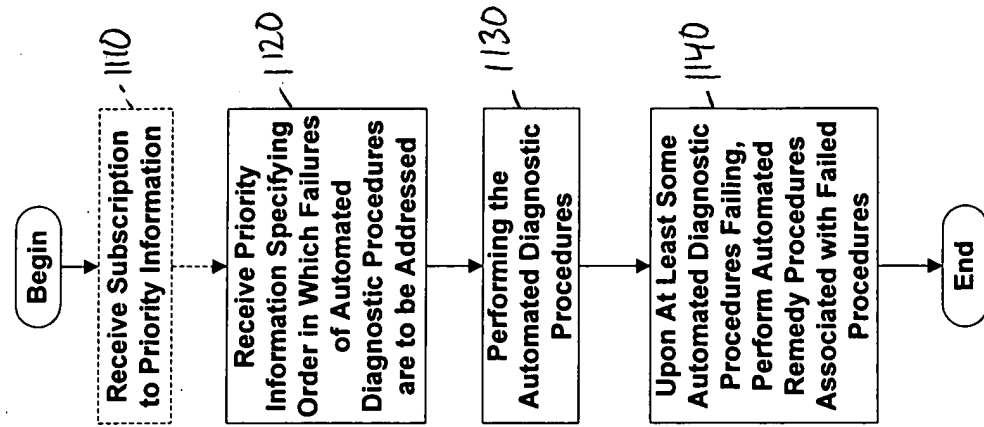 Begin
Receive Subscription
to Priority Information
1110
Receive Priority
Information Specifying
Order in Which Failures
of Automated
Diagnostic Procedures
are to be Addressed
1120
Performing the
Automated Diagnostic
Procedures
1130
Upon At Least Some
Automated Diagnostic
Procedures Failing,
Perform Automated
Remedy Procedures
Associated with Failed
Procedures
1140
End